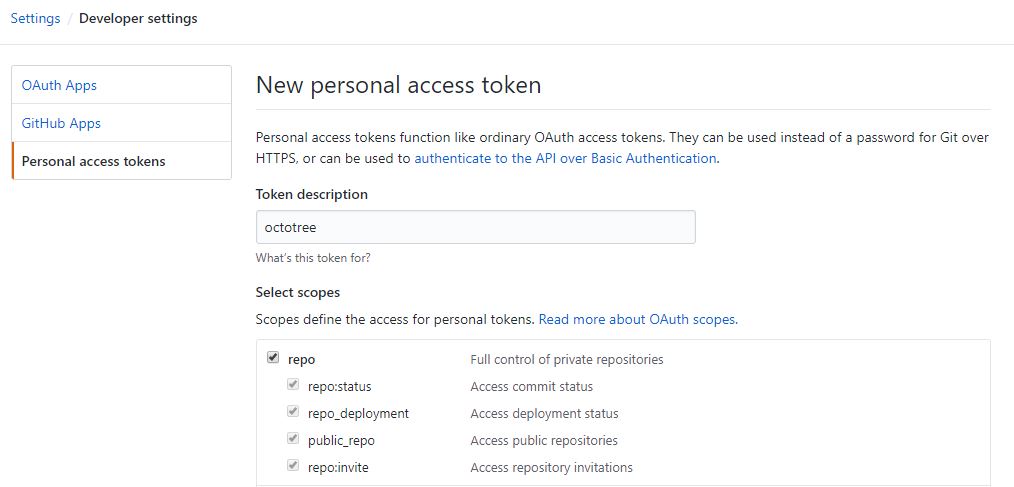 Settings / Developer settings
OAuth Apps
GitHub Apps
Personal access tokens
New personal access token
Personal access tokens function like ordinary OAuth access tokens. They can be used instead of a password for Git over
HTTPS, or can be used to authenticate to the API over Basic Authentication.
Token description
octotree
What's this token for?
Select scopes
Scopes define the access for personal tokens. Read more about OAuth scopes.
repo Full control of private repositories
repo:status Access commit status
repo_deployment Access deployment status
public_repo Access public repositories
repo:invite Access repository invitations